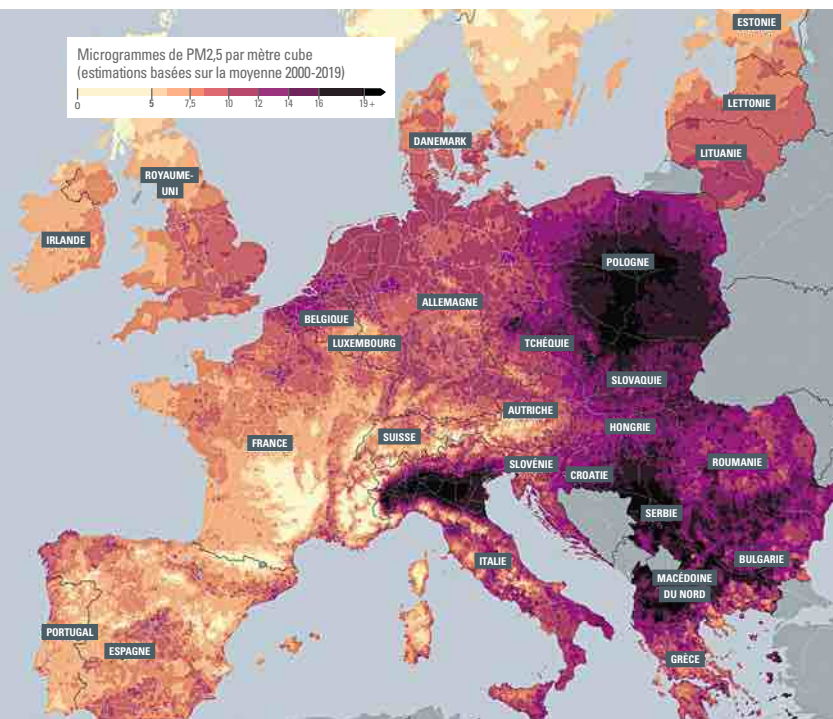 ESTONIE
Microgrammes de PM2,5 par mètre cube
(estimations basées sur la moyenne 2000-2019)
0 5 7,5 10 12 14 16 19 +
LETTONIE
DANEMARK
LITUANIE
ROYAUME-
UNI
IRLANDE
POLOGNE
ALLEMAGNE
BELGIQUE
LUXEMBOURG
TCHÉQUIE
SLOVAQUIE
AUTRICHE
HONGRIE
SUISSE
FRANCE
SLOVÉNIE
ROUMANIE
CROATIE
SERBIE
ITALIE
BULGARIE
MACÉDOINE
DU NORD
PORTUGAL
ESPAGNE
GRÈCE